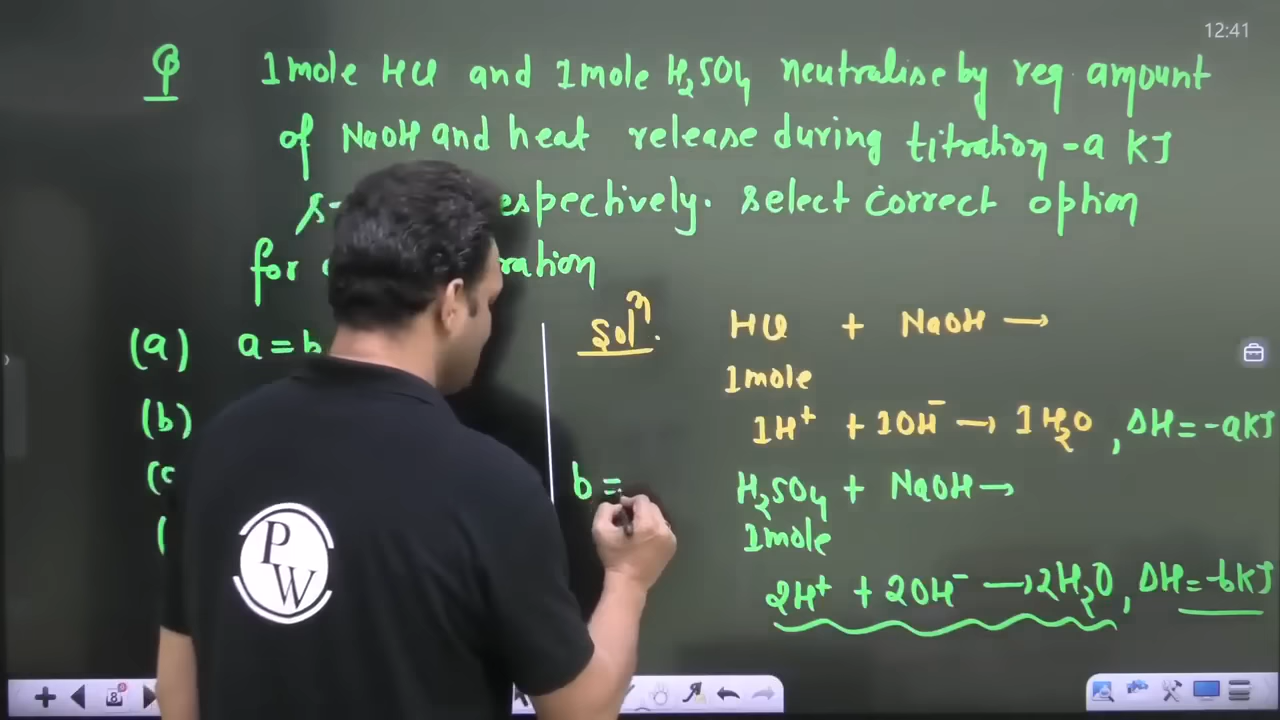 12:41
Q 1mole HCl and 1mole H₂SO₄ neutralise by req. amount
of NaOH and heat release during titration -a KJ
respectively. select correct option
for
(a) a = b
(b)
(c
(
Solⁿ.
HCl + NaOH →
1mole
1H⁺ + 1OH⁻ → 1H₂O , ΔH = -aKJ
b =
H₂SO₄ + NaOH →
1mole
2H⁺ + 2OH⁻ → 2H₂O , ΔH = -bKJ
P
W
8